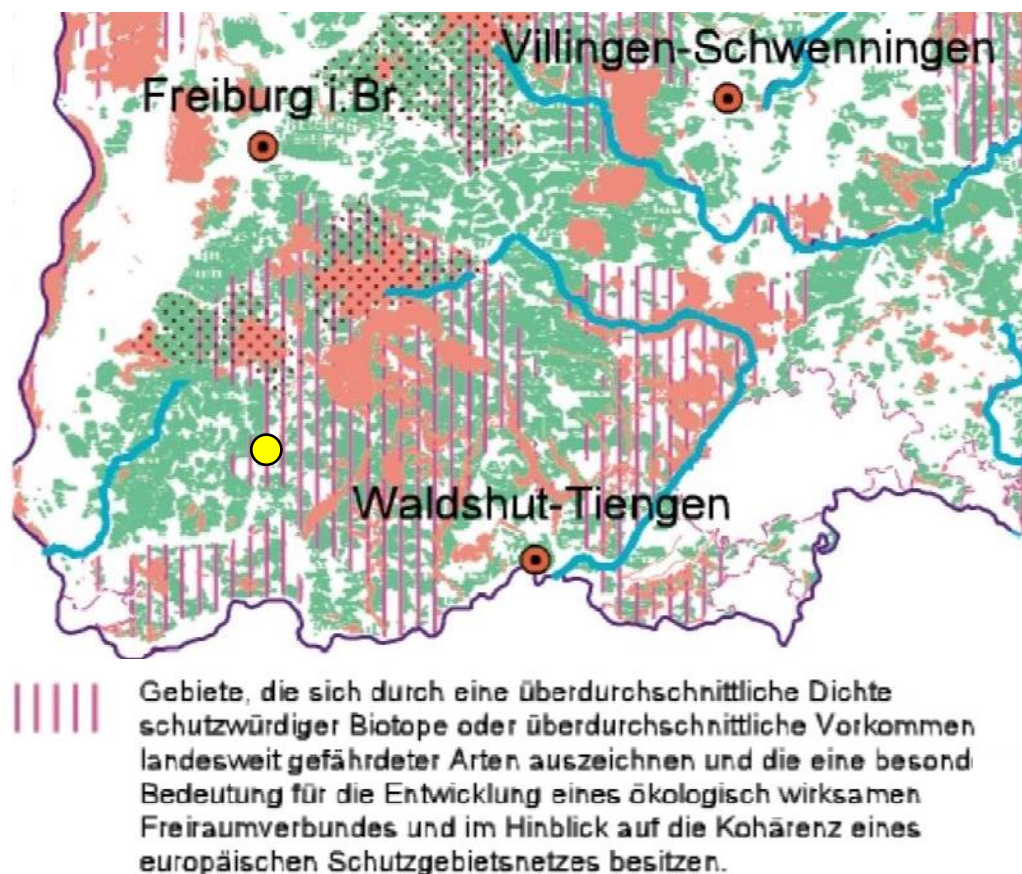 Villingen-Schwenningen
Freiburg i.Br.
Waldshut-Tiengen
Gebiete, die sich durch eine überdurchschnittliche Dichte
schutzwürdiger Biotope oder überdurchschnittliche Vorkommen
landesweit gefährdeter Arten auszeichnen und die eine besond
Bedeutung für die Entwicklung eines ökologisch wirksamen
Freiraumverbundes und im Hinblick auf die Kohärenz eines
europäischen Schutzgebietsnetzes besitzen.